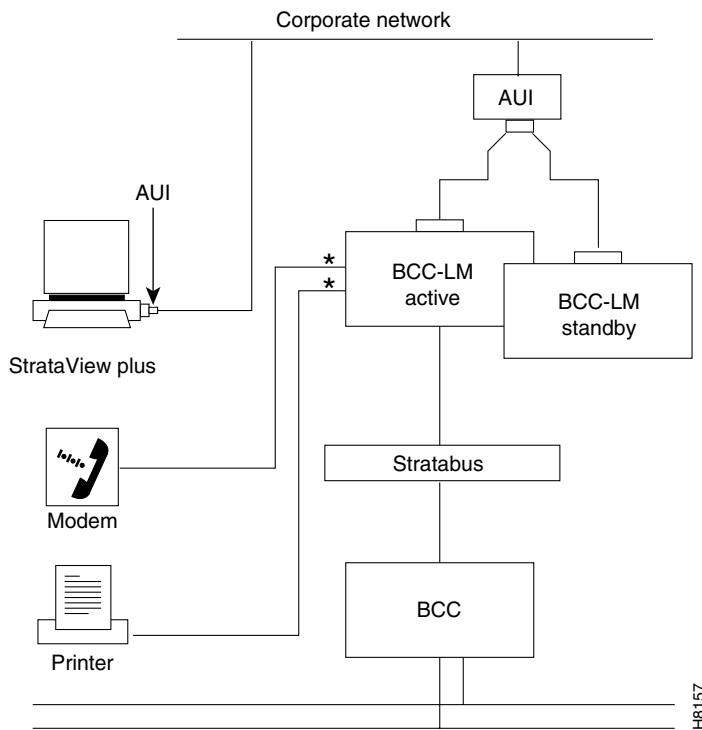 Corporate network
AUI
AUI
*
*
BCC-LM
active
BCC-LM
standby
StrataView plus
Stratabus
Modem
BCC
Printer
H8157